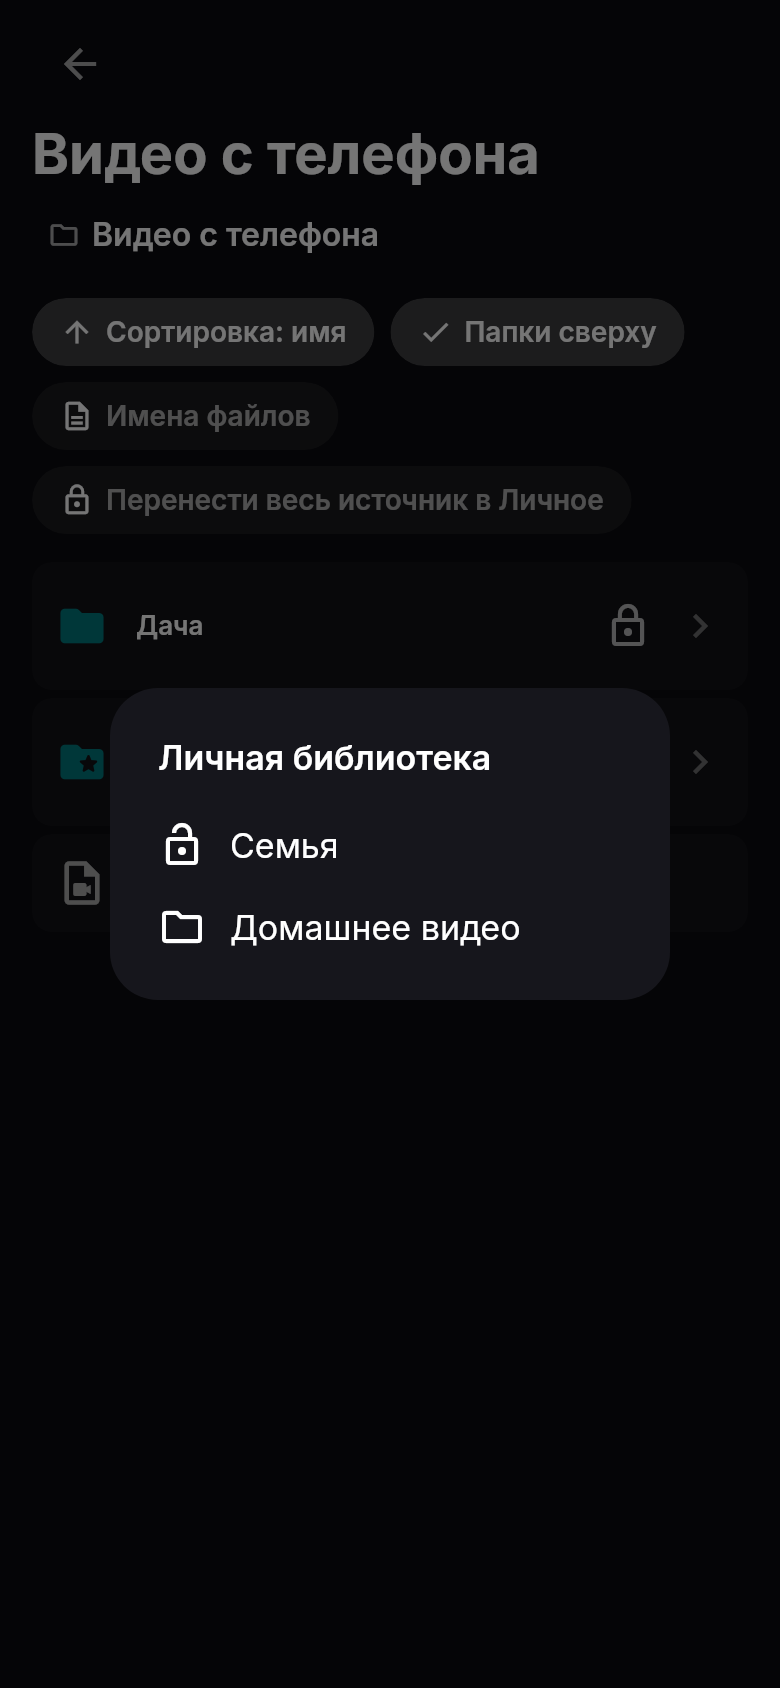 Видео с телефона
Видео с телефона
Сортировка: имя
Папки сверху
Имена файлов
Перенести весь источник в Личное
Дача
Личная библиотека
Семья
Домашнее видео